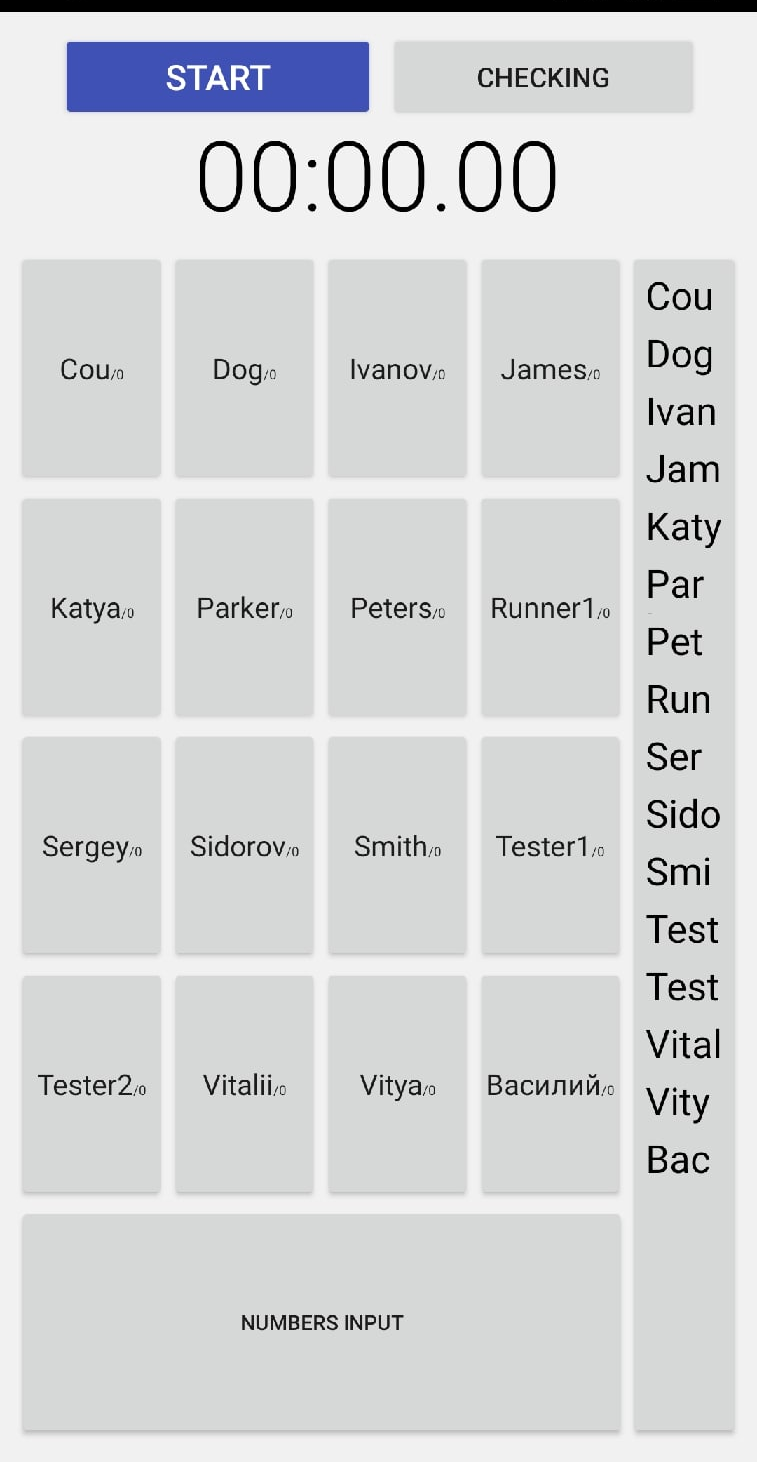 START
CHECKING
00:00.00
Cou/0
Dog/0
Ivanov/0
James/0
Katya/0
Parker/0
Peters/0
Runner1/0
Sergey/0
Sidorov/0
Smith/0
Tester1/0
Tester2/0
Vitalii/0
Vitya/0
Василий/0
NUMBERS INPUT
Cou
Dog
Ivan
Jam
Katy
Par
Pet
Run
Ser
Sido
Smi
Test
Test
Vital
Vity
Вас